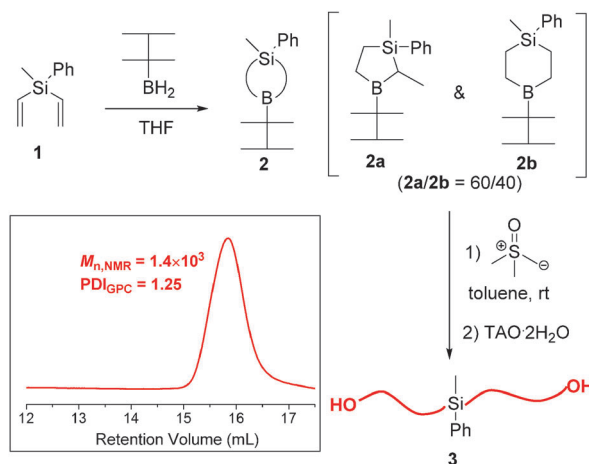 Ph
Si
1
BH₂
THF
Ph
Si
B
2
Si
Ph
B
2a
&
Ph
Si
B
2b
(2a/2b = 60/40)
1)
O
⊕
S
⊖
toluene, rt
2) TAO·2H₂O
Mn,NMR = 1.4×10³
PDIGPC = 1.25
12 13 14 15 16 17
Retention Volume (mL)
HO
Si
Ph
OH
3